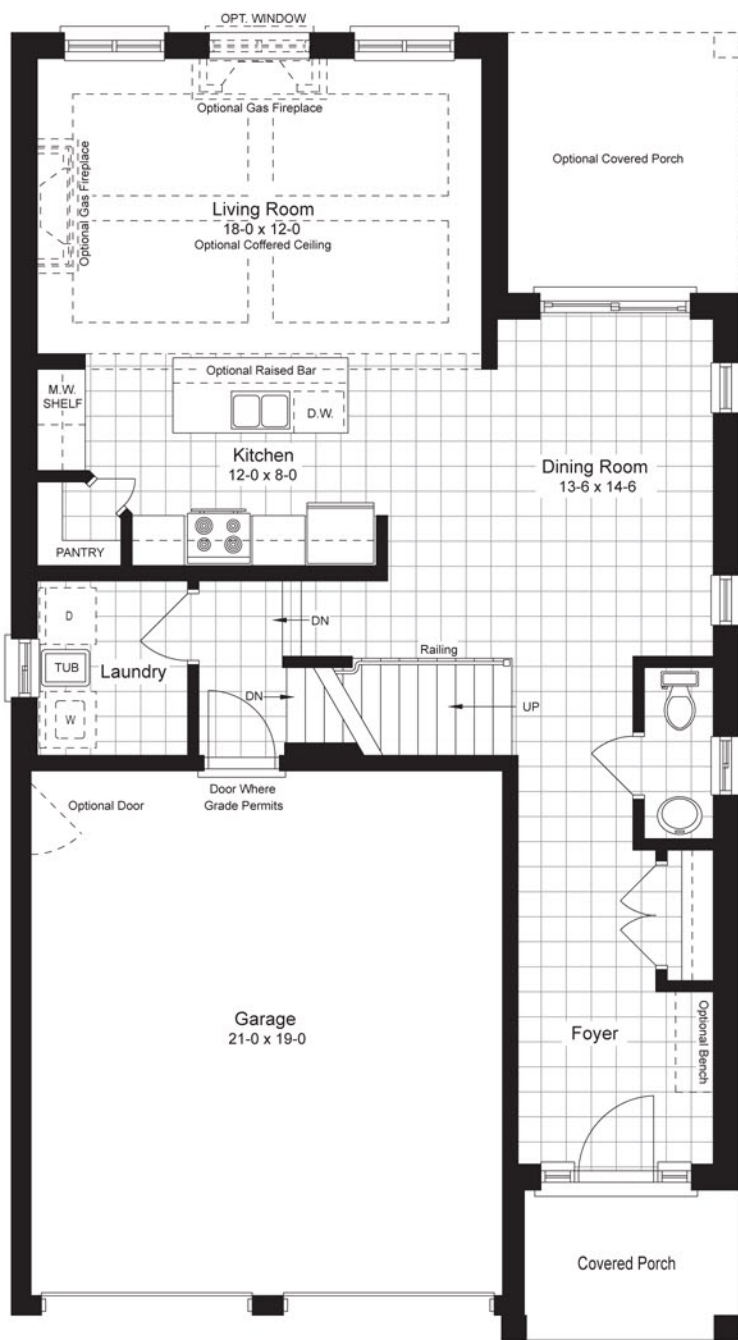 OPT. WINDOW
Optional Gas Fireplace
Optional Gas Fireplace
Optional Covered Porch
Living Room
18-0 x 12-0
Optional Coffered Ceiling
M.W.
SHELF
Optional Raised Bar
D.W.
Kitchen
12-0 x 8-0
Dining Room
13-6 x 14-6
PANTRY
D
TUB
W
Laundry
DN
DN
Railing
UP
Optional Door
Door Where
Grade Permits
Garage
21-0 x 19-0
Foyer
Optional Bench
Covered Porch